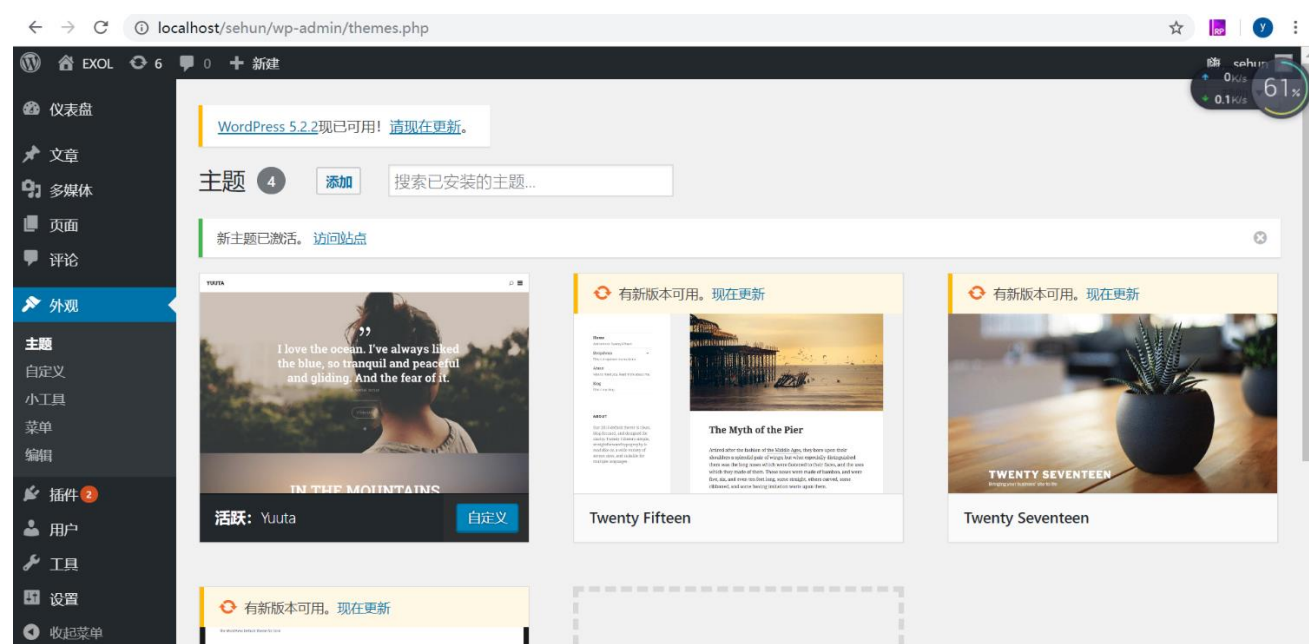 localhost/sehun/wp-admin/themes.php
RP
y
EXOL 6 0 新建
sehun
0K/s
0.1K/s
61%
仪表盘
文章
多媒体
页面
评论
外观
主题
自定义
小工具
菜单
编辑
插件 2
用户
工具
设置
收起菜单
WordPress 5.2.2现已可用！请现在更新。
主题 4 添加 搜索已安装的主题...
新主题已激活。 访问站点
YUUTA
I love the ocean. I've always liked
the blue, so tranquil and peaceful
and gliding. And the fear of it.
IN THE MOUNTAINS
活跃： Yuuta 自定义
有新版本可用。现在更新
ABOUT
The Myth of the Pier
Twenty Fifteen
有新版本可用。现在更新
TWENTY SEVENTEEN
Twenty Seventeen
有新版本可用。现在更新